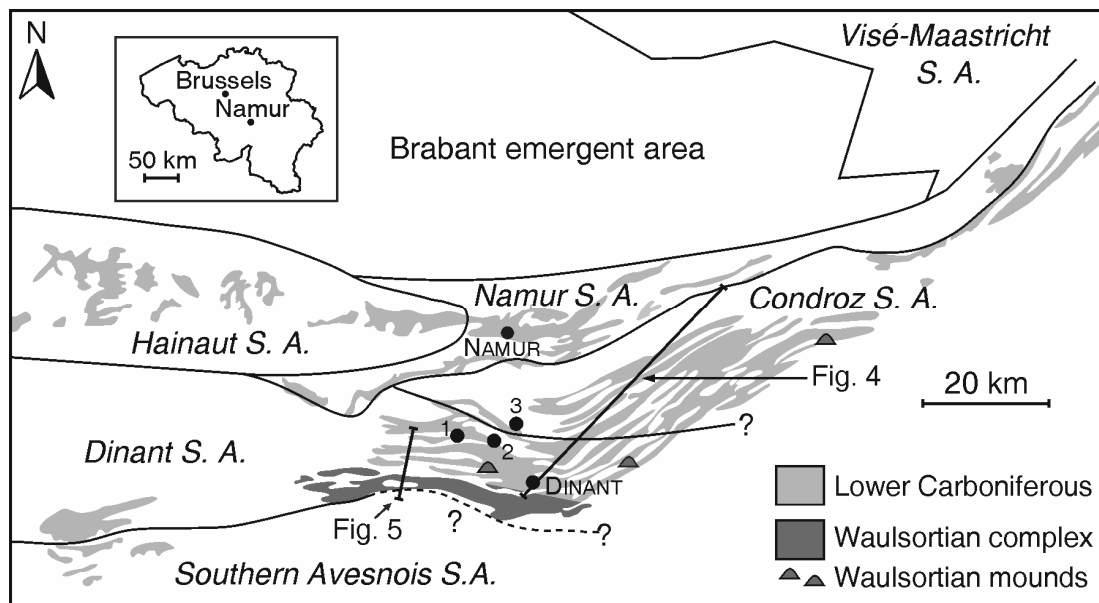 N
Brussels
Namur
50 km
Visé-Maastricht
S. A.
Brabant emergent area
Namur S. A.
Condroz S. A.
Hainaut S. A.
NAMUR
Fig. 4
20 km
3
1
2
?
Dinant S. A.
DINANT
Fig. 5
?
?
Southern Avesnois S.A.
Lower Carboniferous
Waulsortian complex
Waulsortian mounds